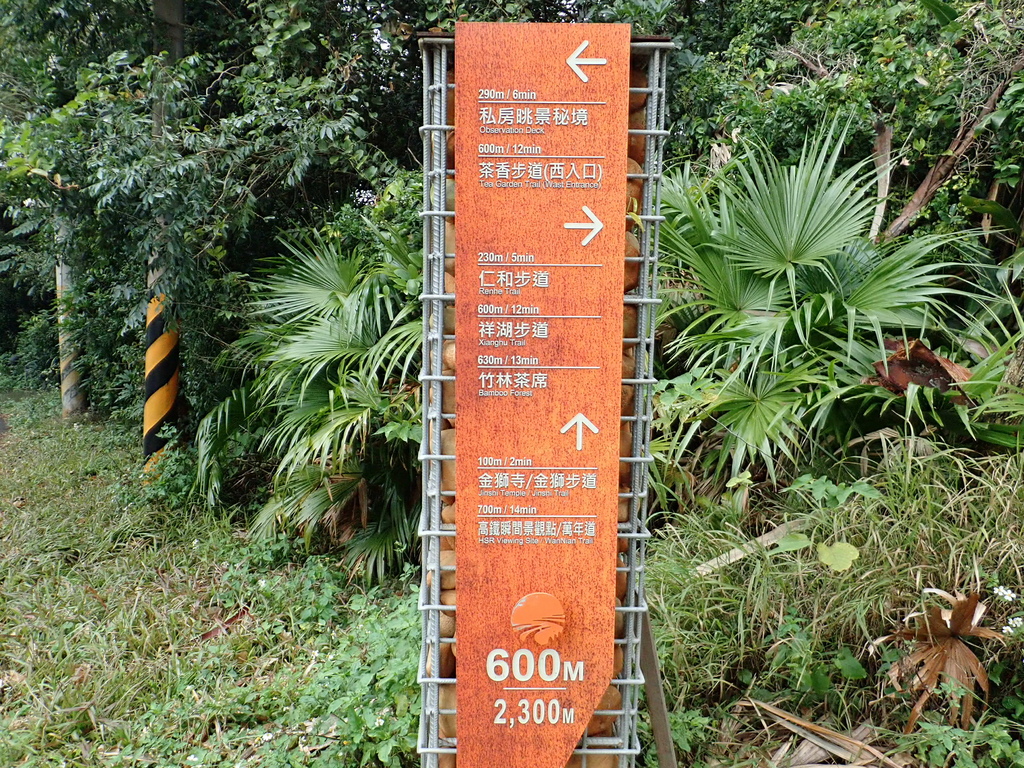 ←
290m / 6min
私房晀景秘境
Observation Deck
600m / 12min
茶香步道(西入口)
Tea Garden Trail (Wast Entrance)
→
230m / 5min
仁和步道
Renhe Trail
600m / 12min
祥湖步道
Xianghu Trail
630m / 13min
竹林茶席
Bamboo Forest
↑
100m / 2min
金獅寺/金獅步道
Jinshi Temple / Jinshi Trail
700m / 14min
高鐵瞬間景觀點/萬年道
HSR Viewing Site / WanNian Trail
600M
2,300M